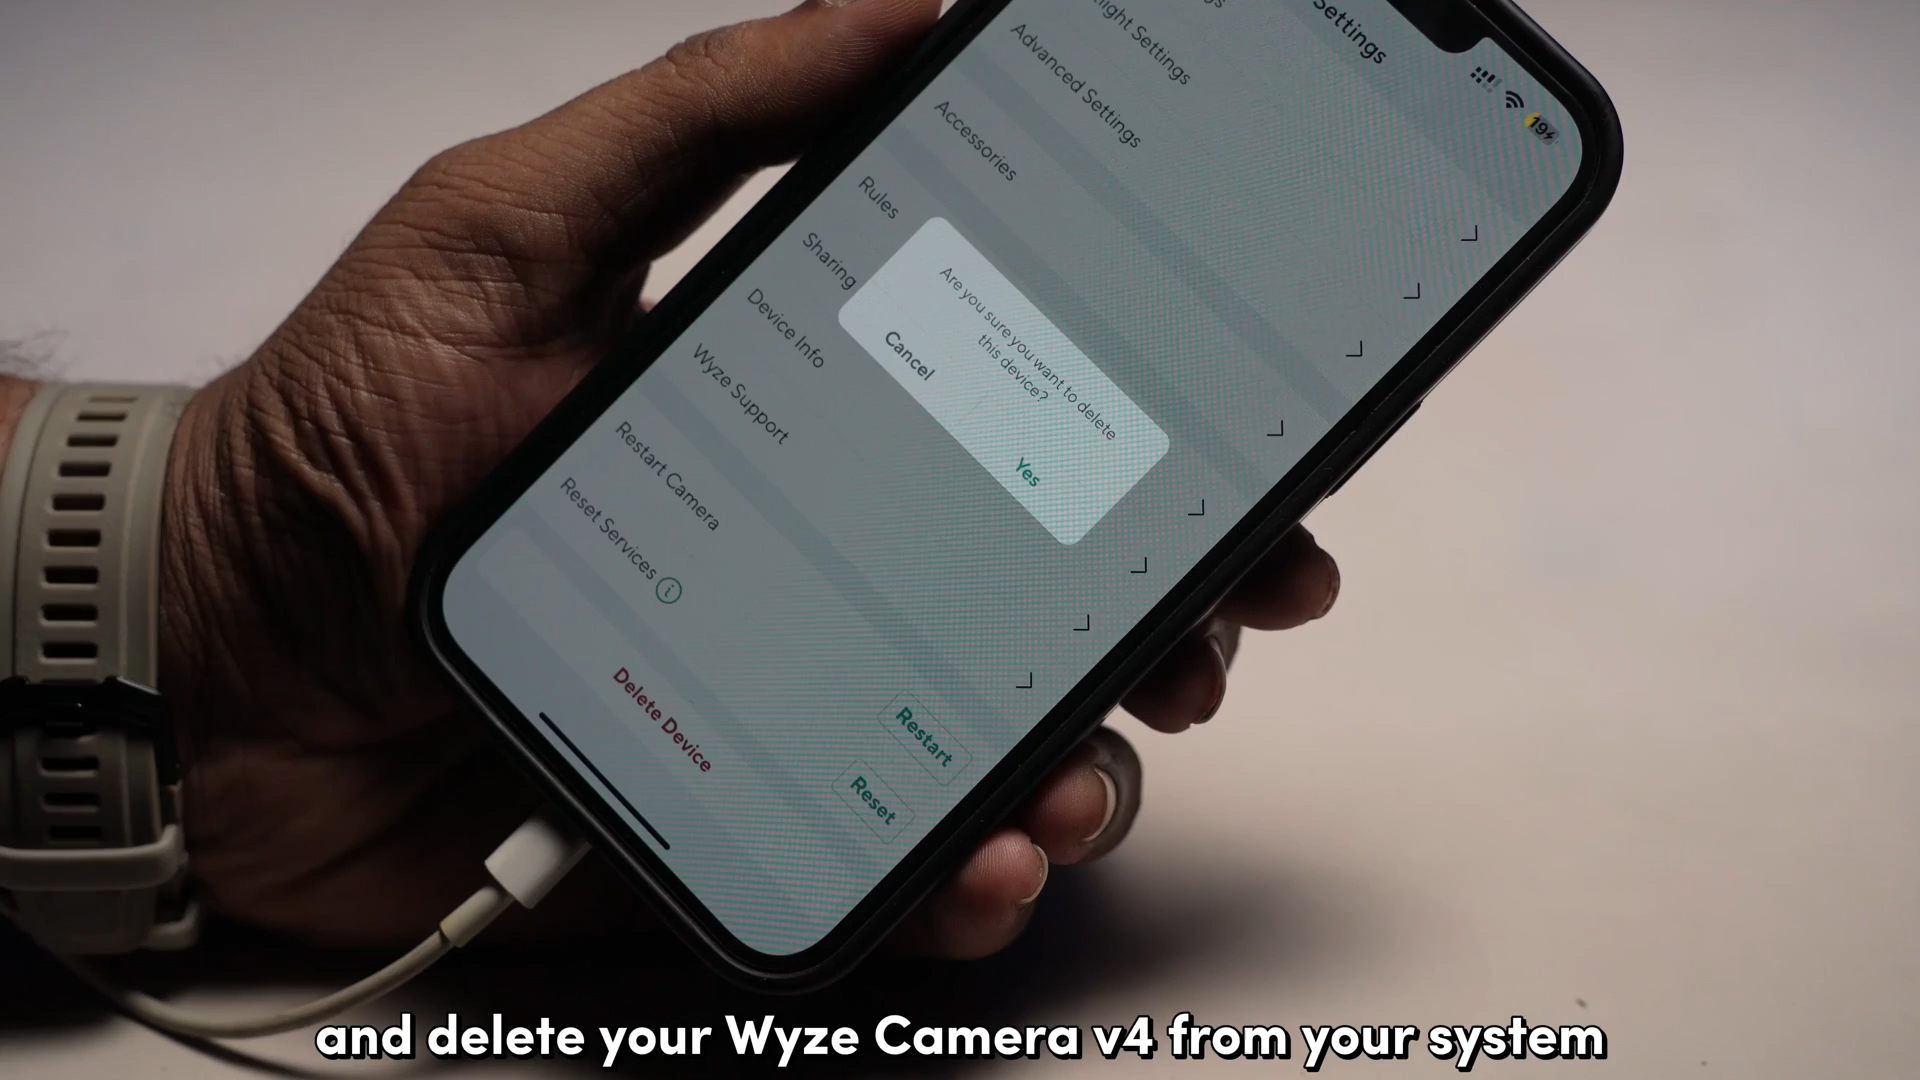 Settings
19
light Settings
Advanced Settings
Accessories
Rules
Sharing
Device Info
Wyze Support
Restart Camera
Restart
Reset Services
Reset
Delete Device
Are you sure you want to delete
this device?
Cancel
Yes
and delete your Wyze Camera v4 from your system